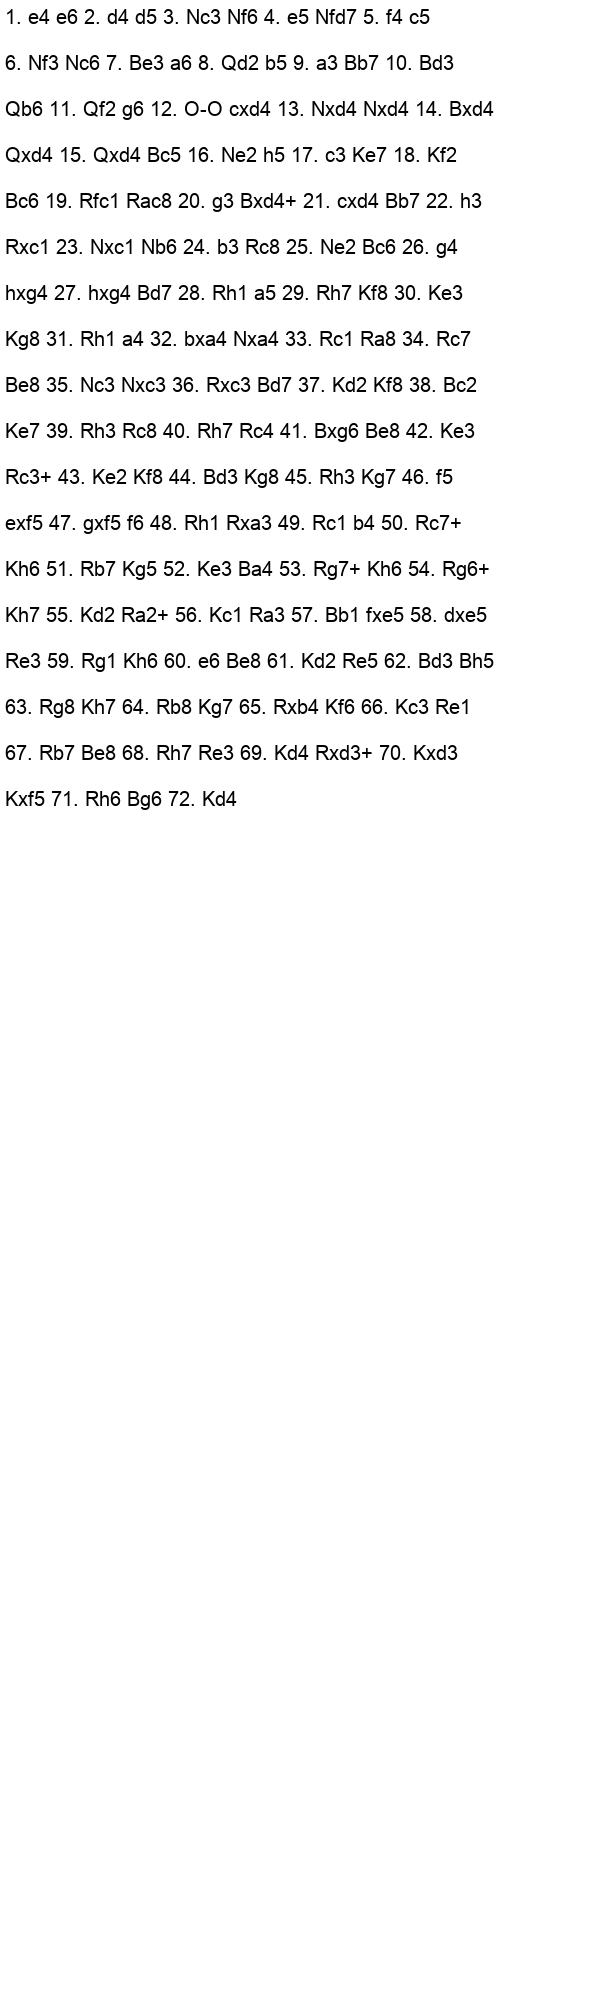 1. e4 e6 2. d4 d5 3. Nc3 Nf6 4. e5 Nfd7 5. f4 c5
6. Nf3 Nc6 7. Be3 a6 8. Qd2 b5 9. a3 Bb7 10. Bd3
Qb6 11. Qf2 g6 12. O-O cxd4 13. Nxd4 Nxd4 14. Bxd4
Qxd4 15. Qxd4 Bc5 16. Ne2 h5 17. c3 Ke7 18. Kf2
Bc6 19. Rfc1 Rac8 20. g3 Bxd4+ 21. cxd4 Bb7 22. h3
Rxc1 23. Nxc1 Nb6 24. b3 Rc8 25. Ne2 Bc6 26. g4
hxg4 27. hxg4 Bd7 28. Rh1 a5 29. Rh7 Kf8 30. Ke3
Kg8 31. Rh1 a4 32. bxa4 Nxa4 33. Rc1 Ra8 34. Rc7
Be8 35. Nc3 Nxc3 36. Rxc3 Bd7 37. Kd2 Kf8 38. Bc2
Ke7 39. Rh3 Rc8 40. Rh7 Rc4 41. Bxg6 Be8 42. Ke3
Rc3+ 43. Ke2 Kf8 44. Bd3 Kg8 45. Rh3 Kg7 46. f5
exf5 47. gxf5 f6 48. Rh1 Rxa3 49. Rc1 b4 50. Rc7+
Kh6 51. Rb7 Kg5 52. Ke3 Ba4 53. Rg7+ Kh6 54. Rg6+
Kh7 55. Kd2 Ra2+ 56. Kc1 Ra3 57. Bb1 fxe5 58. dxe5
Re3 59. Rg1 Kh6 60. e6 Be8 61. Kd2 Re5 62. Bd3 Bh5
63. Rg8 Kh7 64. Rb8 Kg7 65. Rxb4 Kf6 66. Kc3 Re1
67. Rb7 Be8 68. Rh7 Re3 69. Kd4 Rxd3+ 70. Kxd3
Kxf5 71. Rh6 Bg6 72. Kd4